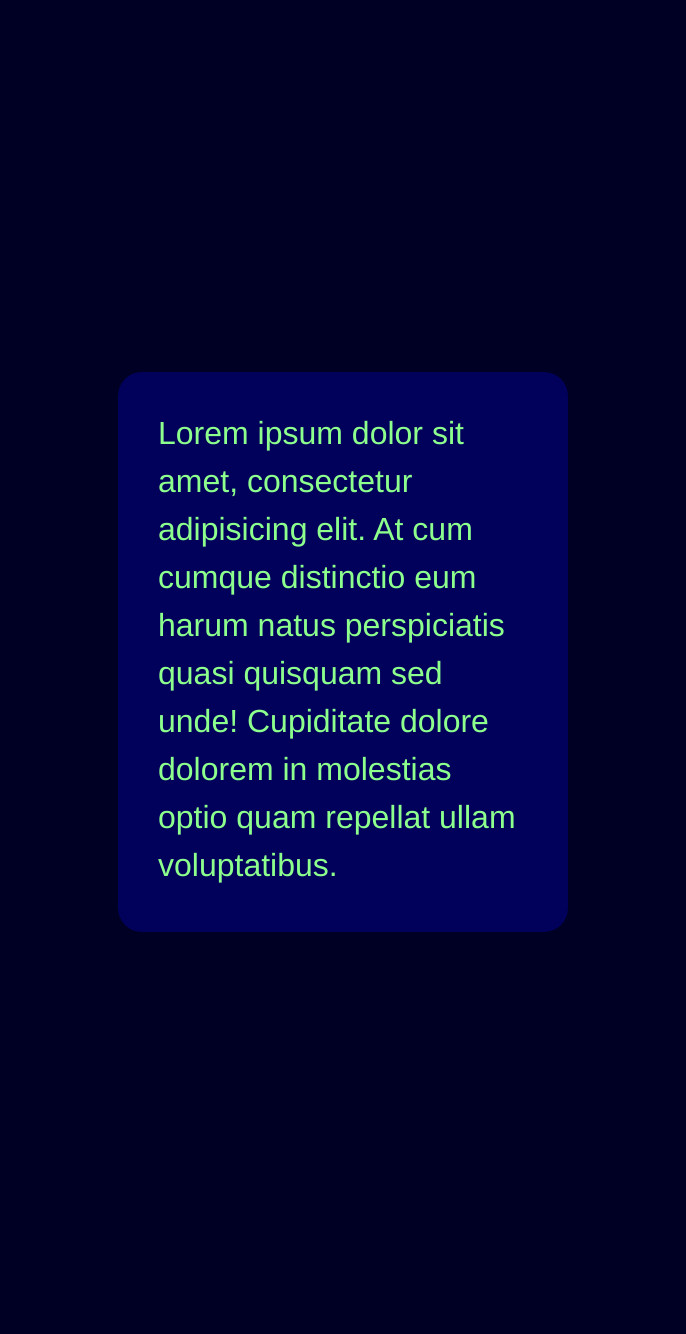 Lorem ipsum dolor sit
amet, consectetur
adipisicing elit. At cum
cumque distinctio eum
harum natus perspiciatis
quasi quisquam sed
unde! Cupiditate dolore
dolorem in molestias
optio quam repellat ullam
voluptatibus.